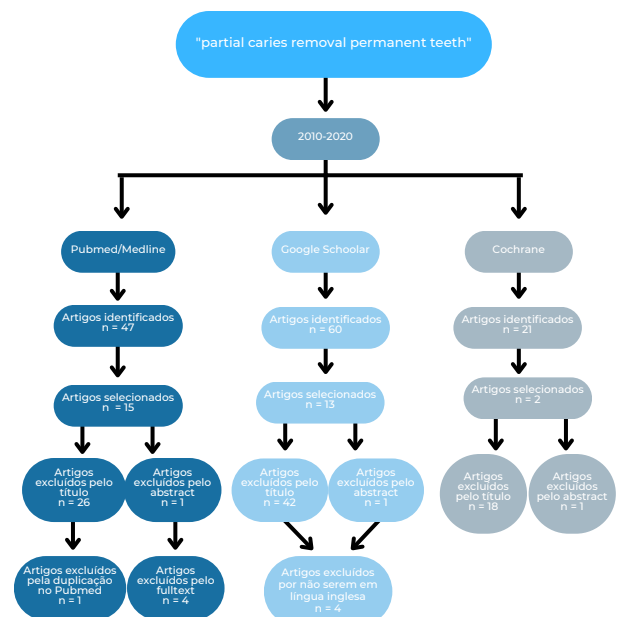 "partial caries removal permanent teeth"
2010-2020
Pubmed/Medline
Google Schoolar
Cochrane
Artigos identificados
n = 47
Artigos identificados
n = 60
Artigos identificados
n = 21
Artigos selecionados
n = 15
Artigos selecionados
n = 13
Artigos selecionados
n = 2
Artigos
excluídos pelo
título
n = 26
Artigos
excluídos pelo
abstract
n = 1
Artigos
excluídos pelo
título
n = 42
Artigos
excluídos pelo
abstract
n = 1
Artigos
excluídos
pelo título
n = 18
Artigos
excluídos
pelo abstract
n = 1
Artigos excluídos
pela duplicação
no Pubmed
n = 1
Artigos
excluídos pelo
fulltext
n = 4
Artigos excluídos
por não serem em
língua inglesa
n = 4